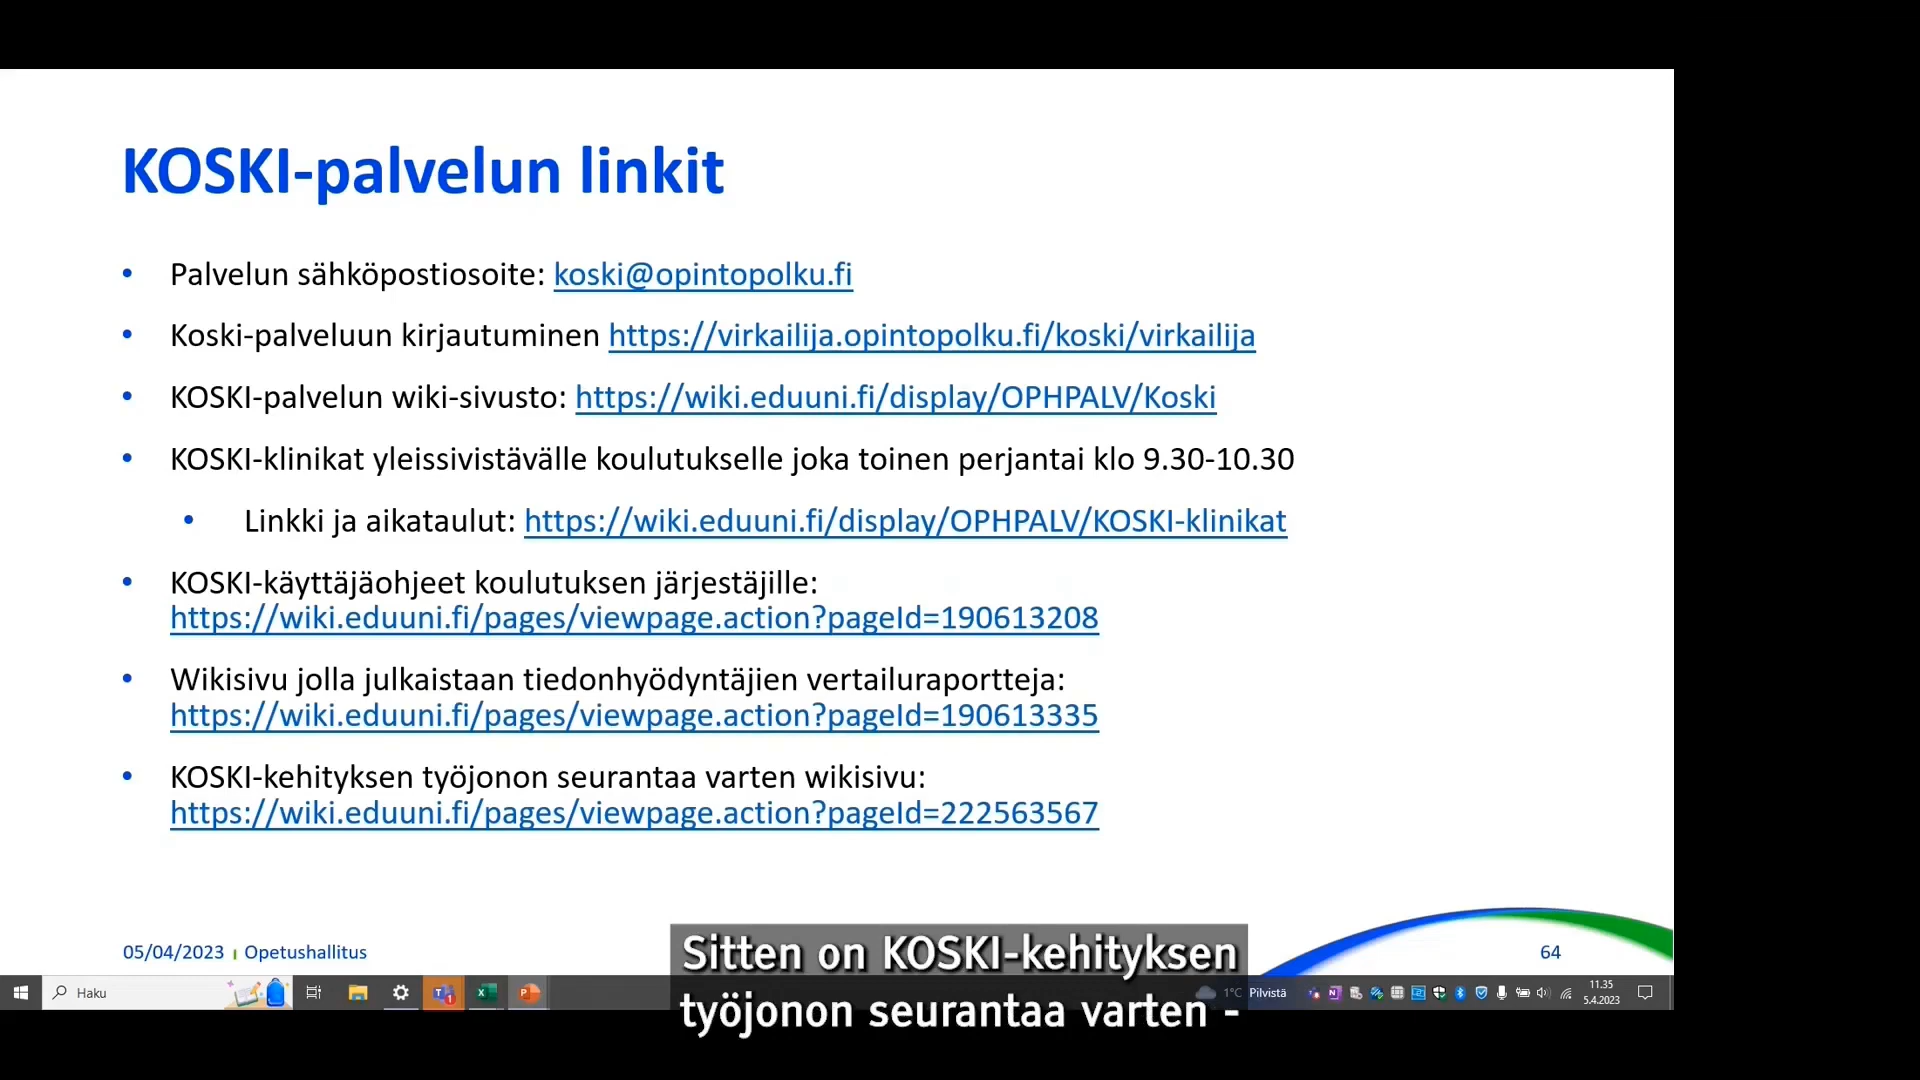 KOSKI-palvelun linkit
• Palvelun sähköpostiosoite: koski@opintopolku.fi
• Koski-palveluun kirjautuminen https://virkailija.opintopolku.fi/koski/virkailija
• KOSKI-palvelun wiki-sivusto: https://wiki.eduuni.fi/display/OPHPALV/Koski
• KOSKI-klinikat yleissivistävälle koulutukselle joka toinen perjantai klo 9.30-10.30
• Linkki ja aikataulut: https://wiki.eduuni.fi/display/OPHPALV/KOSKI-klinikat
• KOSKI-käyttäjäohjeet koulutuksen järjestäjille:
https://wiki.eduuni.fi/pages/viewpage.action?pageId=190613208
• Wikisivu jolla julkaistaan tiedonhyödyntäjien vertailuraportteja:
https://wiki.eduuni.fi/pages/viewpage.action?pageId=190613335
• KOSKI-kehityksen työjonon seurantaa varten wikisivu:
https://wiki.eduuni.fi/pages/viewpage.action?pageId=222563567
05/04/2023 | Opetushallitus
64
Sitten on KOSKI-kehityksen
työjonon seurantaa varten -
Haku
1°C Pilvistä
11.35
5.4.2023